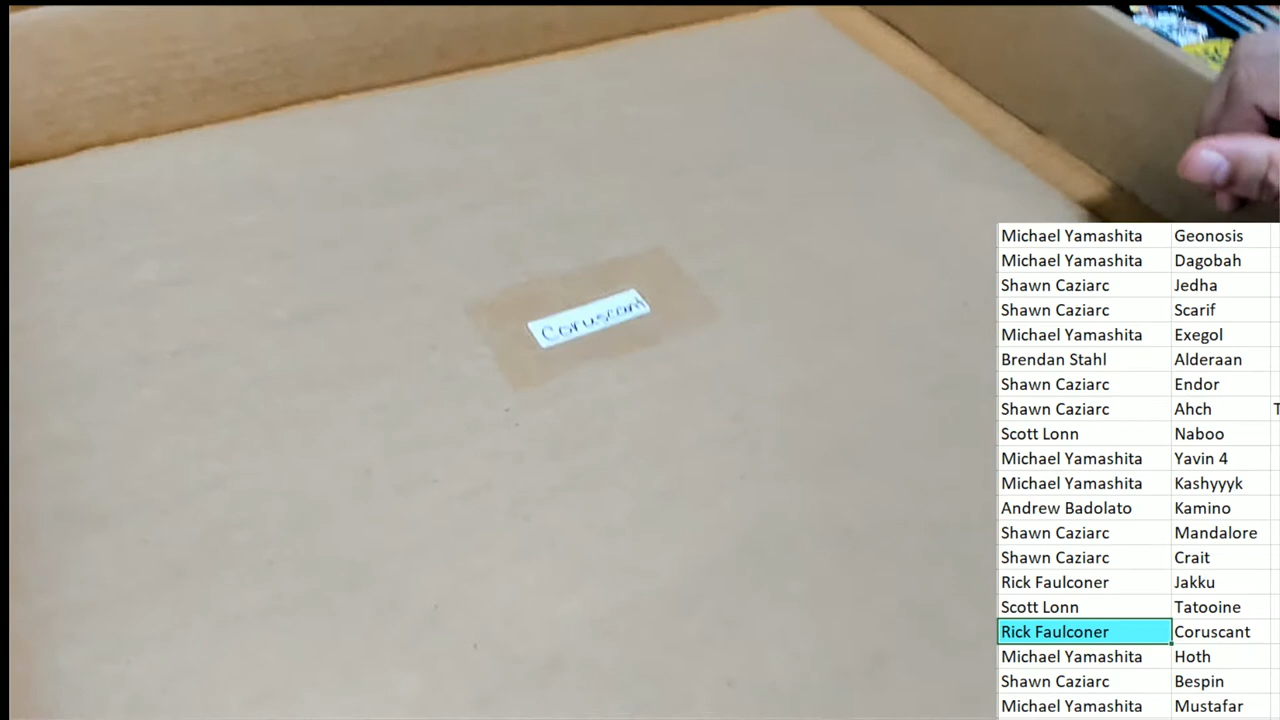 Coruscant
Michael Yamashita Geonosis
Michael Yamashita Dagobah
Shawn Caziarc Jedha
Shawn Caziarc Scarif
Michael Yamashita Exegol
Brendan Stahl Alderaan
Shawn Caziarc Endor
Shawn Caziarc Ahch T
Scott Lonn Naboo
Michael Yamashita Yavin 4
Michael Yamashita Kashyyyk
Andrew Badolato Kamino
Shawn Caziarc Mandalore
Shawn Caziarc Crait
Rick Faulconer Jakku
Scott Lonn Tatooine
Rick Faulconer Coruscant
Michael Yamashita Hoth
Shawn Caziarc Bespin
Michael Yamashita Mustafar